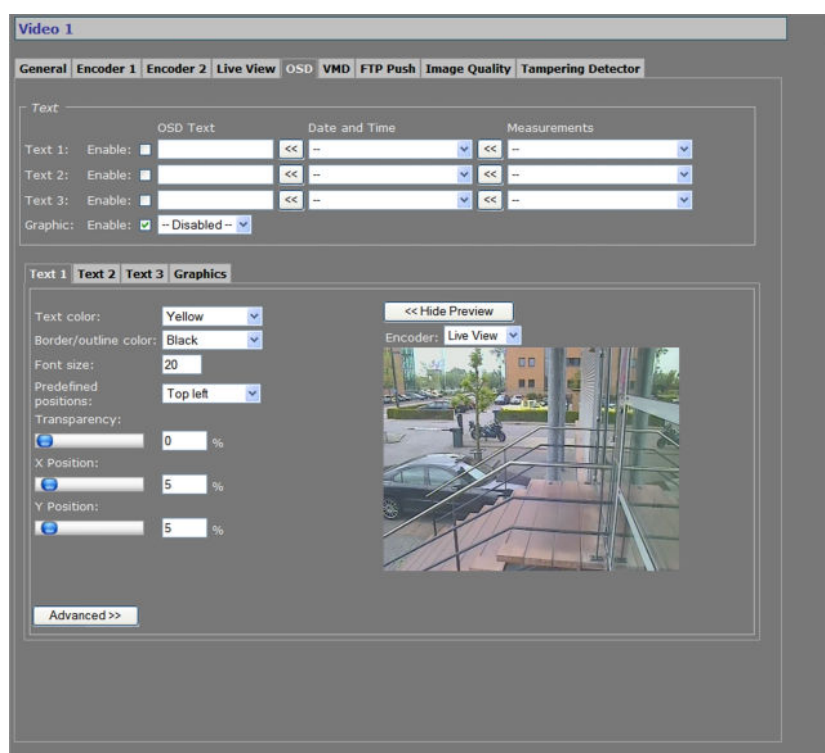 Video 1
General Encoder 1 Encoder 2 Live View OSD VMD FTP Push Image Quality Tampering Detector
Text
OSD Text Date and Time Measurements
Text 1: Enable: << -- << --
Text 2: Enable: << -- << --
Text 3: Enable: << -- << --
Graphic: Enable: -- Disabled --
Text 1 Text 2 Text 3 Graphics
Text color: Yellow << Hide Preview
Border/outline color: Black Encoder: Live View
Font size: 20
Predefined
positions: Top left
Transparency:
0 %
X Position:
5 %
Y Position:
5 %
Advanced >>